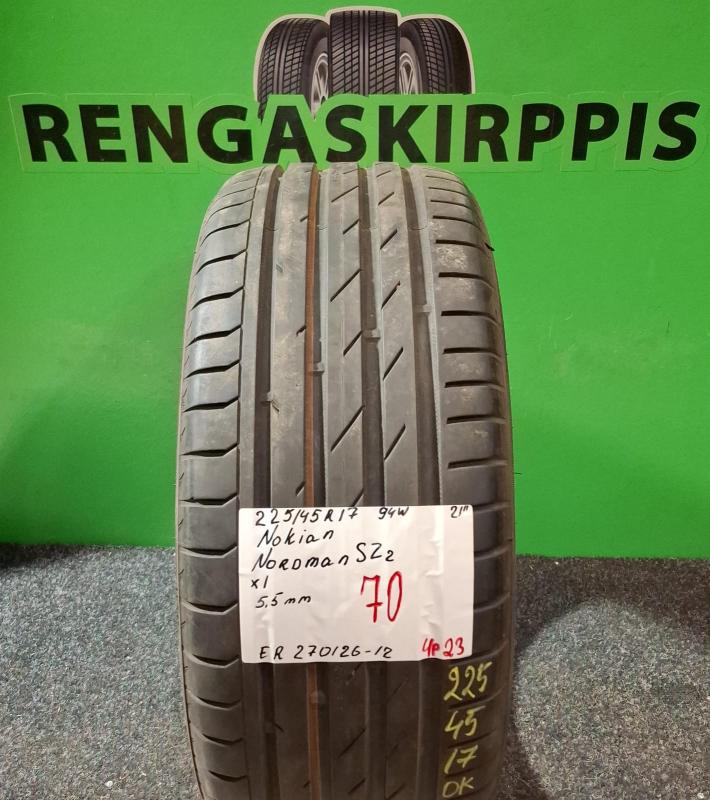 RENGASKIRPPIS
225/45R17 94W 21"
Nokian
Nordman SZ2
x1
5,5mm 70
ER 270126-12 4P23
225
45
17
OK